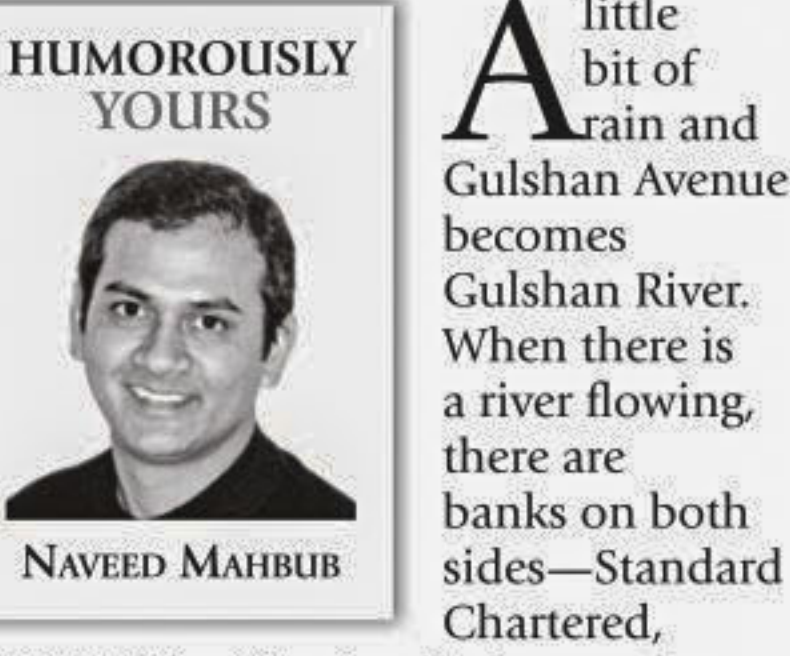 HUMOROUSLY
YOURS
NAVEED MAHBUB
A little
bit of
rain and
Gulshan Avenue
becomes
Gulshan River.
When there is
a river flowing,
there are
banks on both
sides—Standard
Chartered,